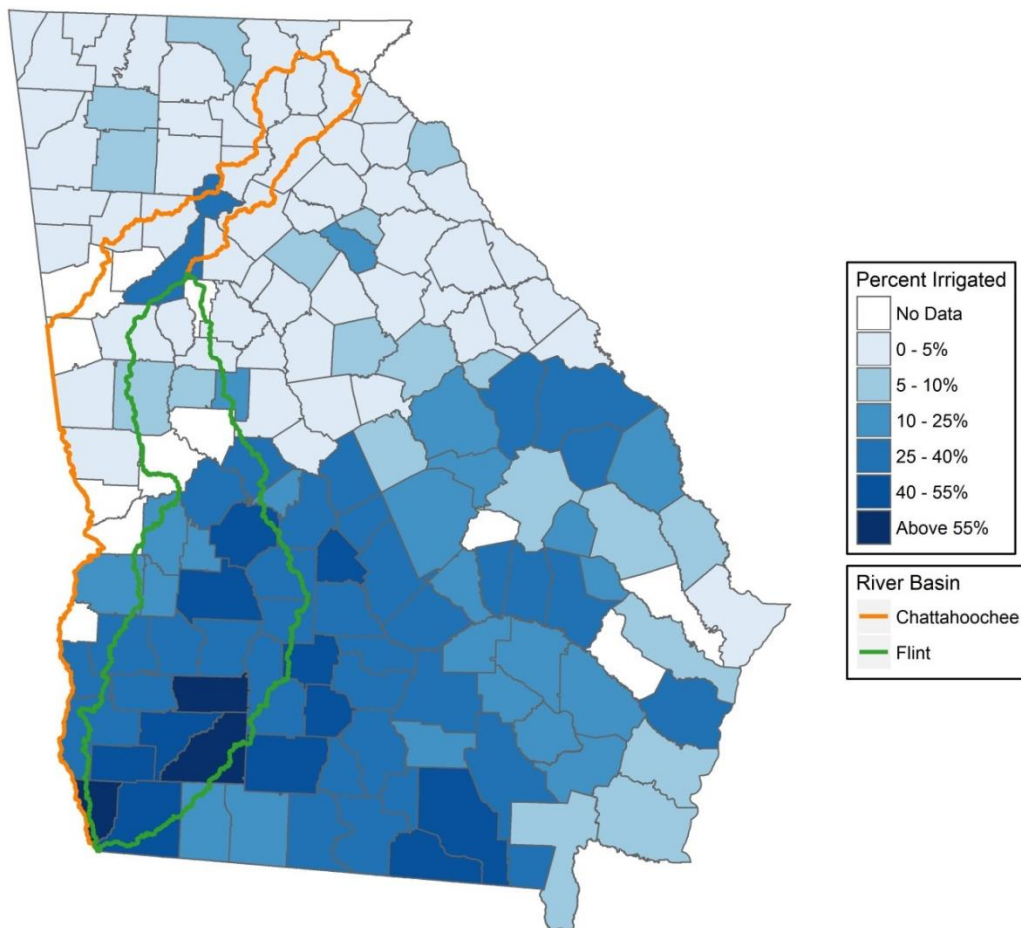 Percent Irrigated
No Data
0 - 5%
5 - 10%
10 - 25%
25 - 40%
40 - 55%
Above 55%
River Basin
Chattahoochee
Flint